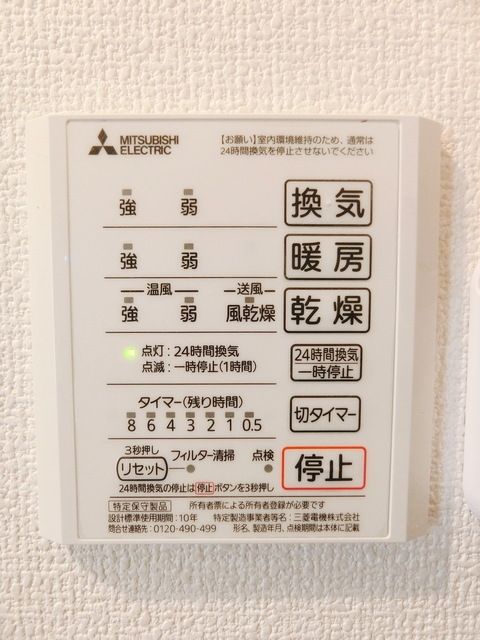 MITSUBISHI
ELECTRIC
【お願い】室内環境維持のため、通常は
24時間換気を停止させないでください
強 弱 換気
強 弱 暖房
温風 送風
強 弱 風乾燥 乾燥
点灯：24時間換気
点滅：一時停止(1時間)
24時間換気
一時停止
タイマー(残り時間)
8 6 4 3 2 1 0.5
切タイマー
3秒押し
リセット フィルター清掃 点検
停止
24時間換気の停止は停止ボタンを3秒押し
特定保守製品 所有者票による所有者登録が必要です
設計標準使用期間：10年 特定製造事業者等名：三菱電機株式会社
問合せ連絡先：0120-490-499 形名、製造年月、点検期間は本体に記載